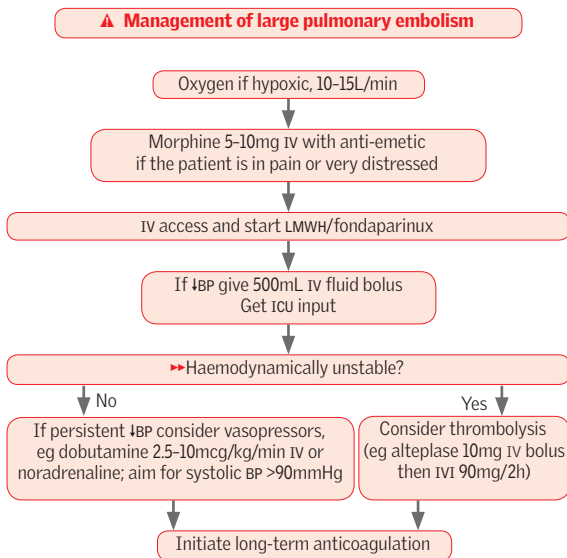 ⚠ Management of large pulmonary embolism
Oxygen if hypoxic, 10–15L/min
Morphine 5–10mg IV with anti-emetic
if the patient is in pain or very distressed
IV access and start LMWH/fondaparinux
If ↓BP give 500mL IV fluid bolus
Get ICU input
▶▶Haemodynamically unstable?
No
Yes
If persistent ↓BP consider vasopressors,
eg dobutamine 2.5–10mcg/kg/min IV or
noradrenaline; aim for systolic BP >90mmHg
Consider thrombolysis
(eg alteplase 10mg IV bolus
then IVI 90mg/2h)
Initiate long-term anticoagulation